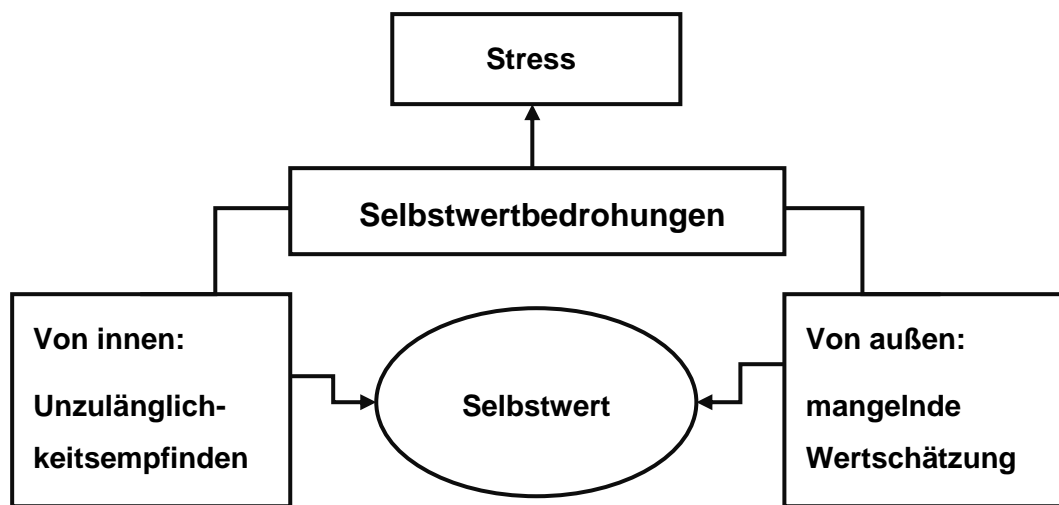 Stress
Selbstwertbedrohungen
Von innen:
Unzulänglich-
keitsempfinden
Selbstwert
Von außen:
mangelnde
Wertschätzung